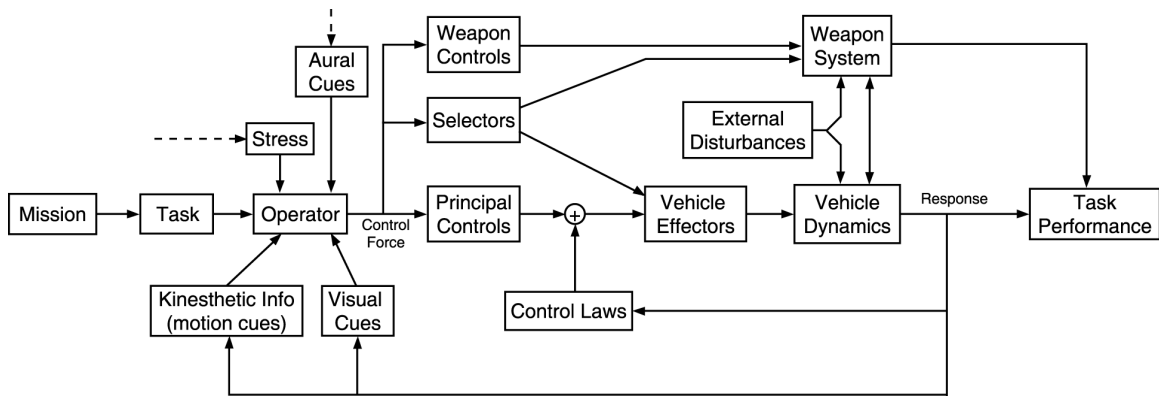 Weapon
Controls
Weapon
System
Aural
Cues
Selectors
External
Disturbances
Stress
Mission
Task
Operator
Control
Force
Principal
Controls
+
Vehicle
Effectors
Vehicle
Dynamics
Response
Task
Performance
Kinesthetic Info
(motion cues)
Visual
Cues
Control Laws